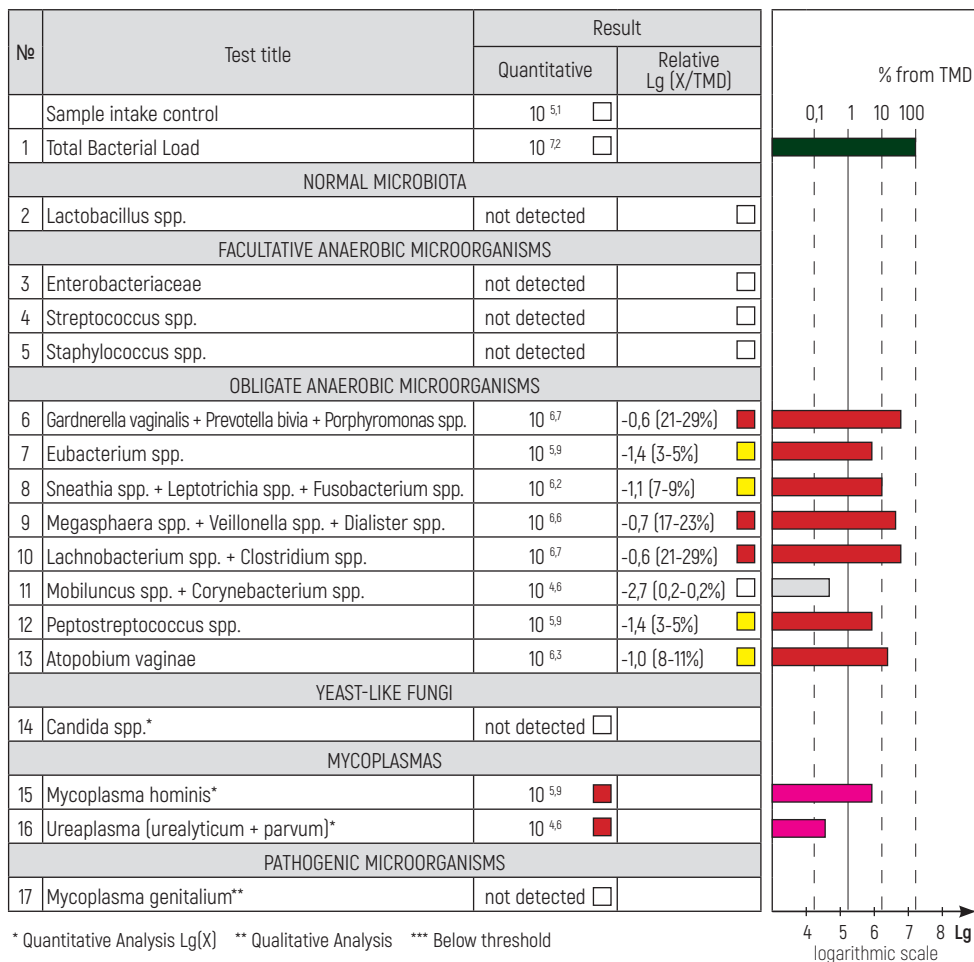 № Test title Result
Quantitative Relative Lg (X/TMD)
% from TMD
0,1 1 10 100
Sample intake control 10 5,1
1 Total Bacterial Load 10 7,2
NORMAL MICROBIOTA
2 Lactobacillus spp. not detected
FACULTATIVE ANAEROBIC MICROORGANISMS
3 Enterobacteriaceae not detected
4 Streptococcus spp. not detected
5 Staphylococcus spp. not detected
OBLIGATE ANAEROBIC MICROORGANISMS
6 Gardnerella vaginalis + Prevotella bivia + Porphyromonas spp. 10 6,7 -0,6 (21-29%)
7 Eubacterium spp. 10 5,9 -1,4 (3-5%)
8 Sneathia spp. + Leptotrichia spp. + Fusobacterium spp. 10 6,2 -1,1 (7-9%)
9 Megasphaera spp. + Veillonella spp. + Dialister spp. 10 6,6 -0,7 (17-23%)
10 Lachnobacterium spp. + Clostridium spp. 10 6,7 -0,6 (21-29%)
11 Mobiluncus spp. + Corynebacterium spp. 10 4,6 -2,7 (0,2-0,2%)
12 Peptostreptococcus spp. 10 5,9 -1,4 (3-5%)
13 Atopobium vaginae 10 6,3 -1,0 (8-11%)
YEAST-LIKE FUNGI
14 Candida spp.* not detected
MYCOPLASMAS
15 Mycoplasma hominis* 10 5,9
16 Ureaplasma (urealyticum + parvum)* 10 4,6
PATHOGENIC MICROORGANISMS
17 Mycoplasma genitalium** not detected
4 5 6 7 8 Lg
logarithmic scale
* Quantitative Analysis Lg(X) ** Qualitative Analysis *** Below threshold